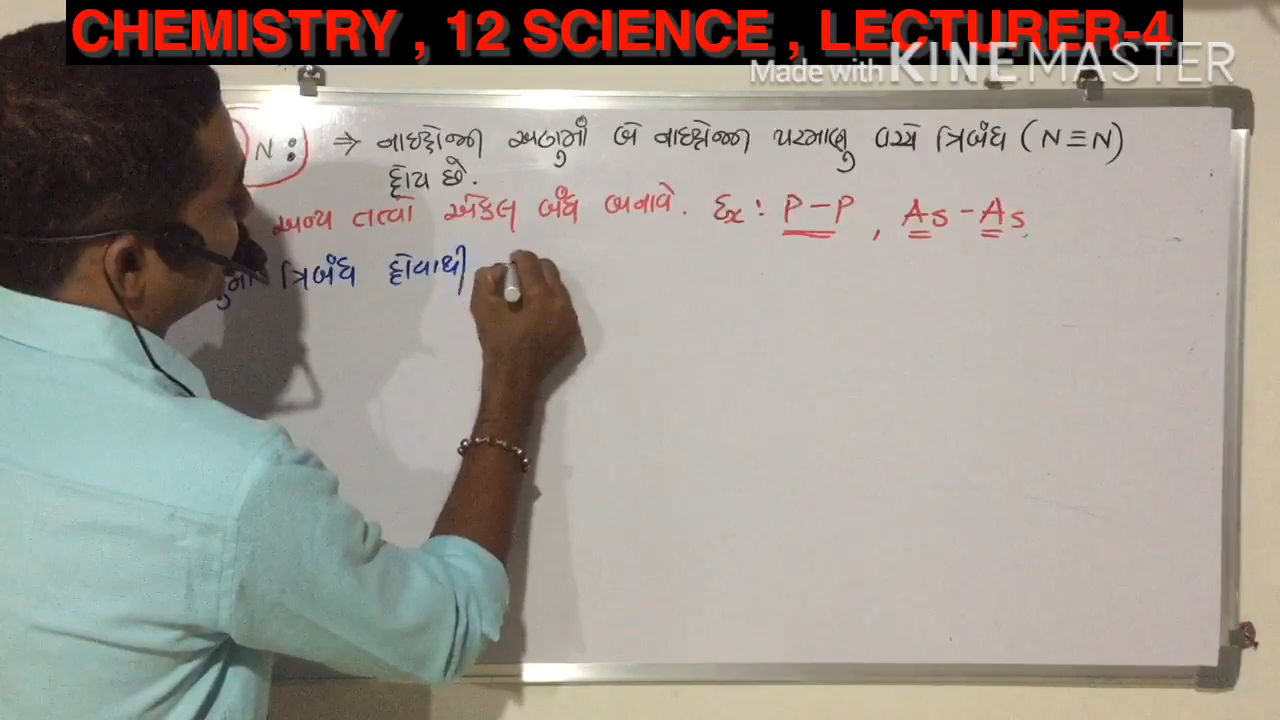 CHEMISTRY , 12 SCIENCE , LECTURER-4
Made with KINEMASTER
N : ⇒ નાઇટ્રોજન અણુમાં બે નાઇટ્રોજન પરમાણુ વચ્ચે ત્રિબંધ ( N ≡ N )
હોય છે.
અન્ય તત્વો એકલ બંધ બનાવે. Ex : P - P , As - As
ત્રિબંધ હોવાથી